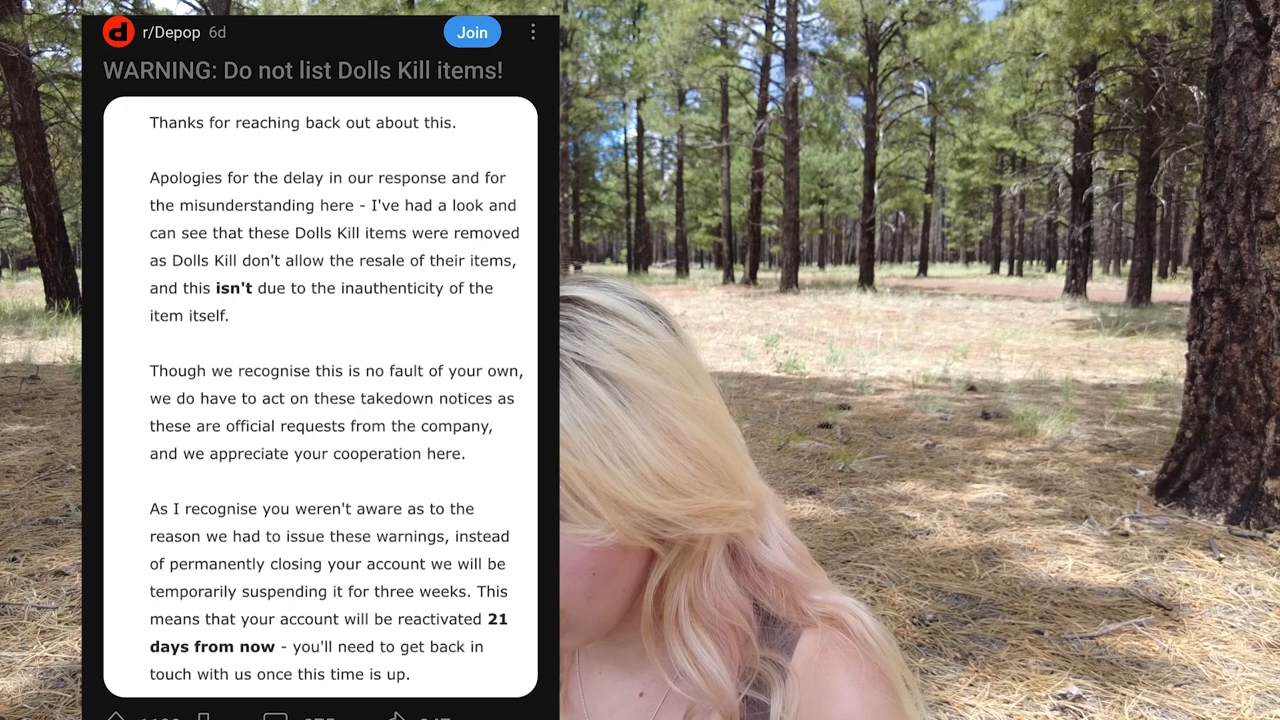 r/Depop 6d
Join
WARNING: Do not list Dolls Kill items!
Thanks for reaching back out about this.
Apologies for the delay in our response and for
the misunderstanding here - I've had a look and
can see that these Dolls Kill items were removed
as Dolls Kill don't allow the resale of their items,
and this isn't due to the inauthenticity of the
item itself.
Though we recognise this is no fault of your own,
we do have to act on these takedown notices as
these are official requests from the company,
and we appreciate your cooperation here.
As I recognise you weren't aware as to the
reason we had to issue these warnings, instead
of permanently closing your account we will be
temporarily suspending it for three weeks. This
means that your account will be reactivated 21
days from now - you'll need to get back in
touch with us once this time is up.